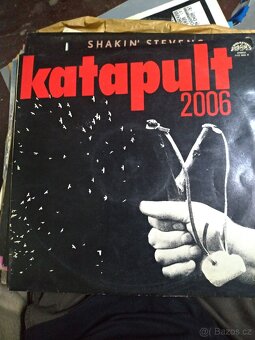 SHAKIN' STEVENS
katapult
2006
© Bazos.cz